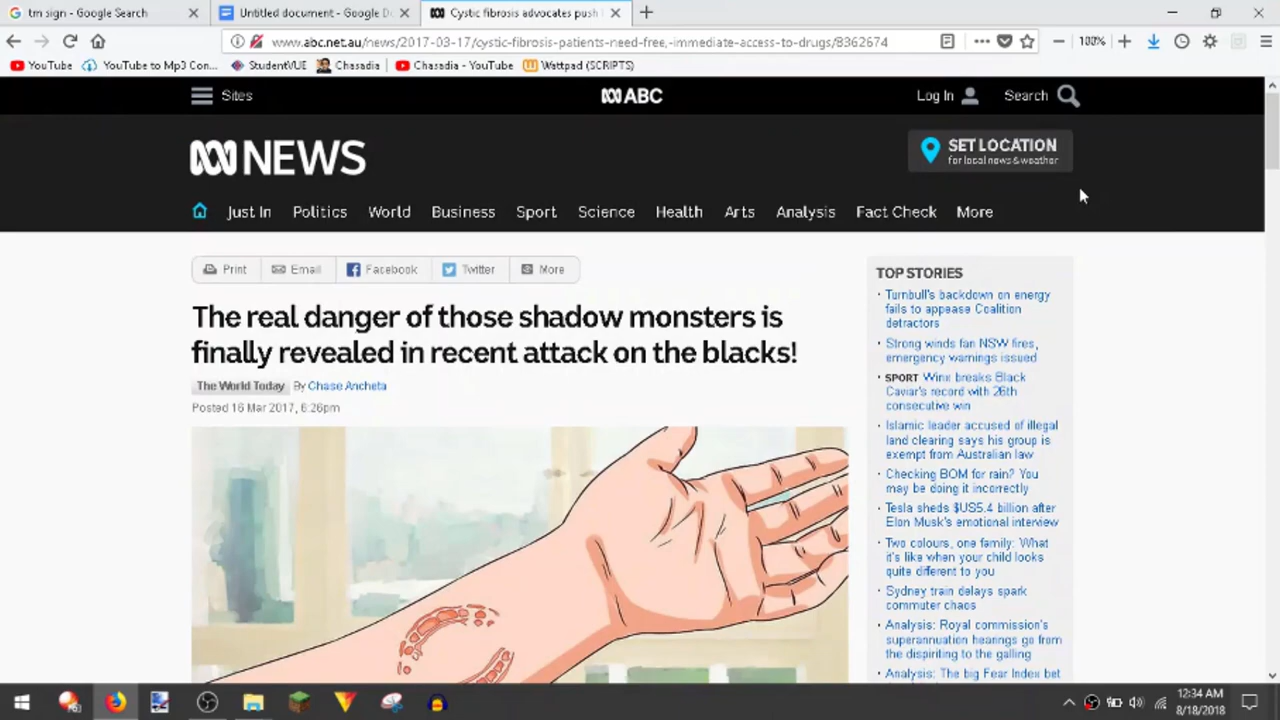 tm sign - Google Search
Untitled document - Google D
Cystic fibrosis advocates push
www.abc.net.au/news/2017-03-17/cystic-fibrosis-patients-need-free,-immediate-access-to-drugs/8362674
100%
YouTube
YouTube to Mp3 Con...
StudentVUE
Chasadia
Chasadia - YouTube
Wattpad (SCRIPTS)
Sites
ABC
Log In
Search
NEWS
SET LOCATION
for local news & weather
Just In
Politics
World
Business
Sport
Science
Health
Arts
Analysis
Fact Check
More
Print
Email
Facebook
Twitter
More
The real danger of those shadow monsters is
finally revealed in recent attack on the blacks!
The World Today By Chase Ancheta
Posted 16 Mar 2017, 6:26pm
TOP STORIES
Turnbull's backdown on energy
fails to appease Coalition
detractors
Strong winds fan NSW fires,
emergency warnings issued
SPORT Winx breaks Black
Caviar's record with 26th
consecutive win
Islamic leader accused of illegal
land clearing says his group is
exempt from Australian law
Checking BOM for rain? You
may be doing it incorrectly
Tesla sheds $US5.4 billion after
Elon Musk's emotional interview
Two colours, one family: What
it's like when your child looks
quite different to you
Sydney train delays spark
commuter chaos
Analysis: Royal commission's
superannuation hearings go from
the dispiriting to the galling
Analysis: The big Fear Index bet
12:34 AM
8/18/2018